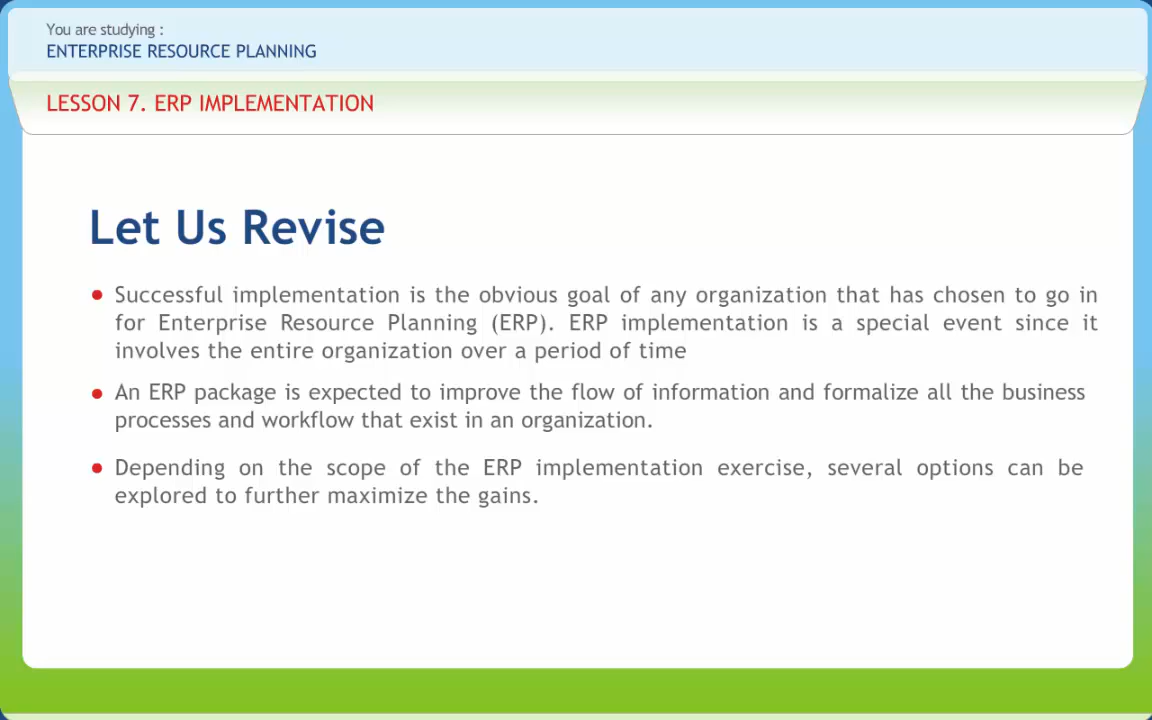 You are studying :
ENTERPRISE RESOURCE PLANNING
LESSON 7. ERP IMPLEMENTATION
Let Us Revise
Successful implementation is the obvious goal of any organization that has chosen to go in
for Enterprise Resource Planning (ERP). ERP implementation is a special event since it
involves the entire organization over a period of time
An ERP package is expected to improve the flow of information and formalize all the business
processes and workflow that exist in an organization.
Depending on the scope of the ERP implementation exercise, several options can be
explored to further maximize the gains.